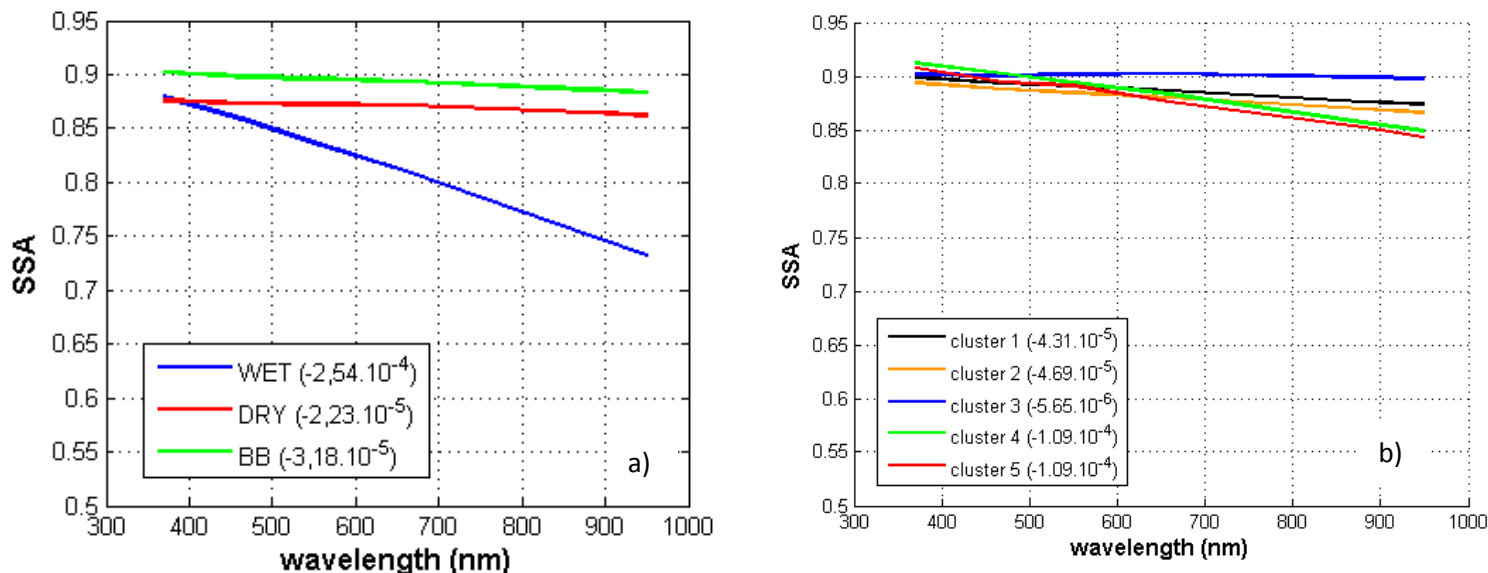 0.95
0.9
0.85
0.8
0.75
0.7
0.65
0.6
0.55
0.5
SSA
300 400 500 600 700 800 900 1000
wavelength (nm)
WET (-2,54.10⁻⁴)
DRY (-2,23.10⁻⁵)
BB (-3,18.10⁻⁵)
a)
0.95
0.9
0.85
0.8
0.75
0.7
0.65
0.6
0.55
0.5
SSA
300 400 500 600 700 800 900 1000
wavelength (nm)
cluster 1 (-4.31.10⁻⁵)
cluster 2 (-4.69.10⁻⁵)
cluster 3 (-5.65.10⁻⁶)
cluster 4 (-1.09.10⁻⁴)
cluster 5 (-1.09.10⁻⁴)
b)